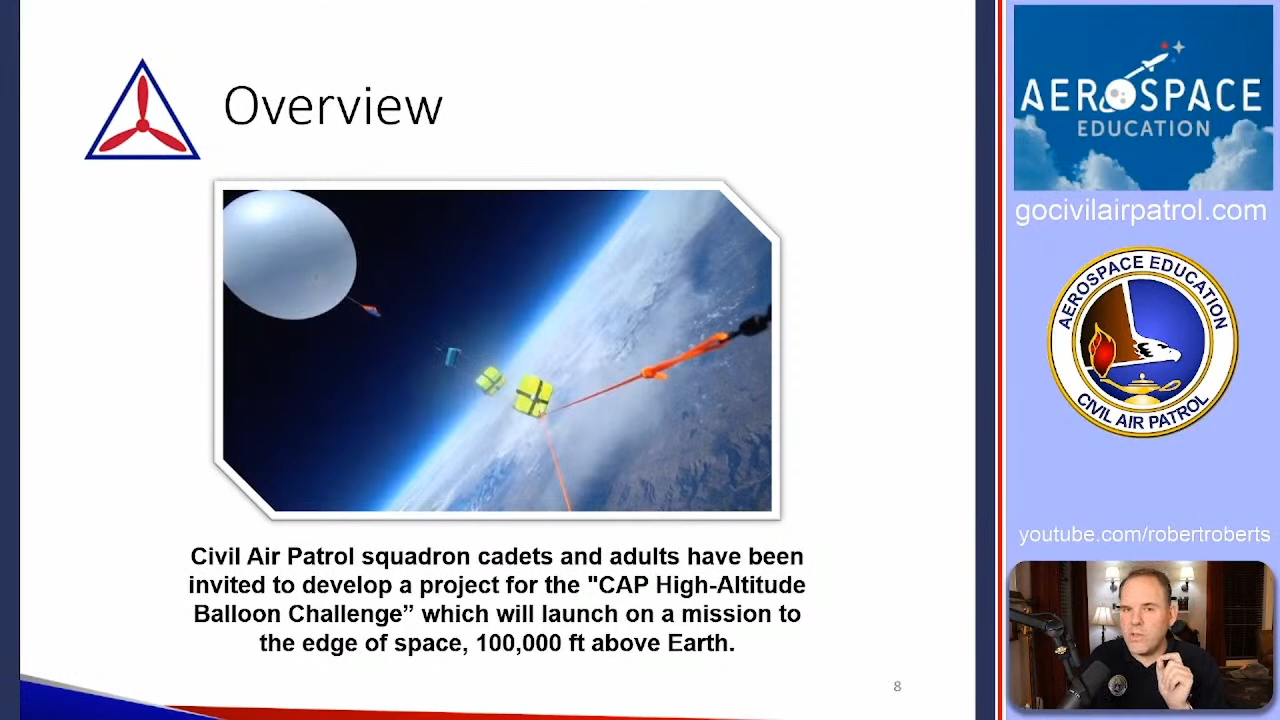 Overview
Civil Air Patrol squadron cadets and adults have been
invited to develop a project for the "CAP High-Altitude
Balloon Challenge” which will launch on a mission to
the edge of space, 100,000 ft above Earth.
8
AEROSPACE
EDUCATION
gocivilairpatrol.com
AEROSPACE EDUCATION
CIVIL AIR PATROL
youtube.com/robertroberts